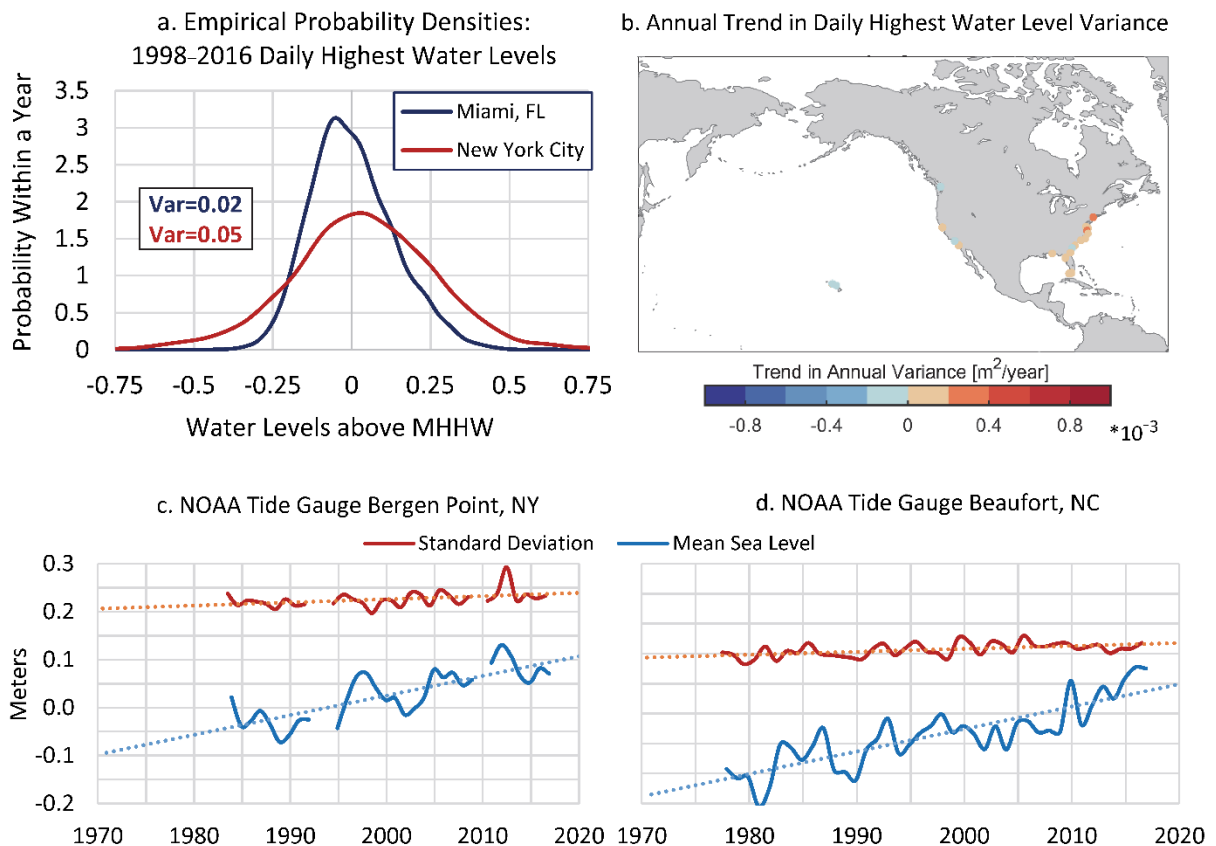 a. Empirical Probability Densities:
1998–2016 Daily Highest Water Levels
Probability Within a Year
3.5
3
2.5
2
1.5
1
0.5
0
Miami, FL
New York City
Var=0.02
Var=0.05
-0.75 -0.25 0 0.25 0.75
Water Levels above MHHW
b. Annual Trend in Daily Highest Water Level Variance
Trend in Annual Variance [m²/year]
-0.8 -0.4 0 0.4 0.8 *10⁻³
c. NOAA Tide Gauge Bergen Point, NY
d. NOAA Tide Gauge Beaufort, NC
Standard Deviation Mean Sea Level
Meters
0.3
0.2
0.1
0.0
-0.1
-0.2
1970 1980 1990 2000 2010 2020
1970 1980 1990 2000 2010 2020